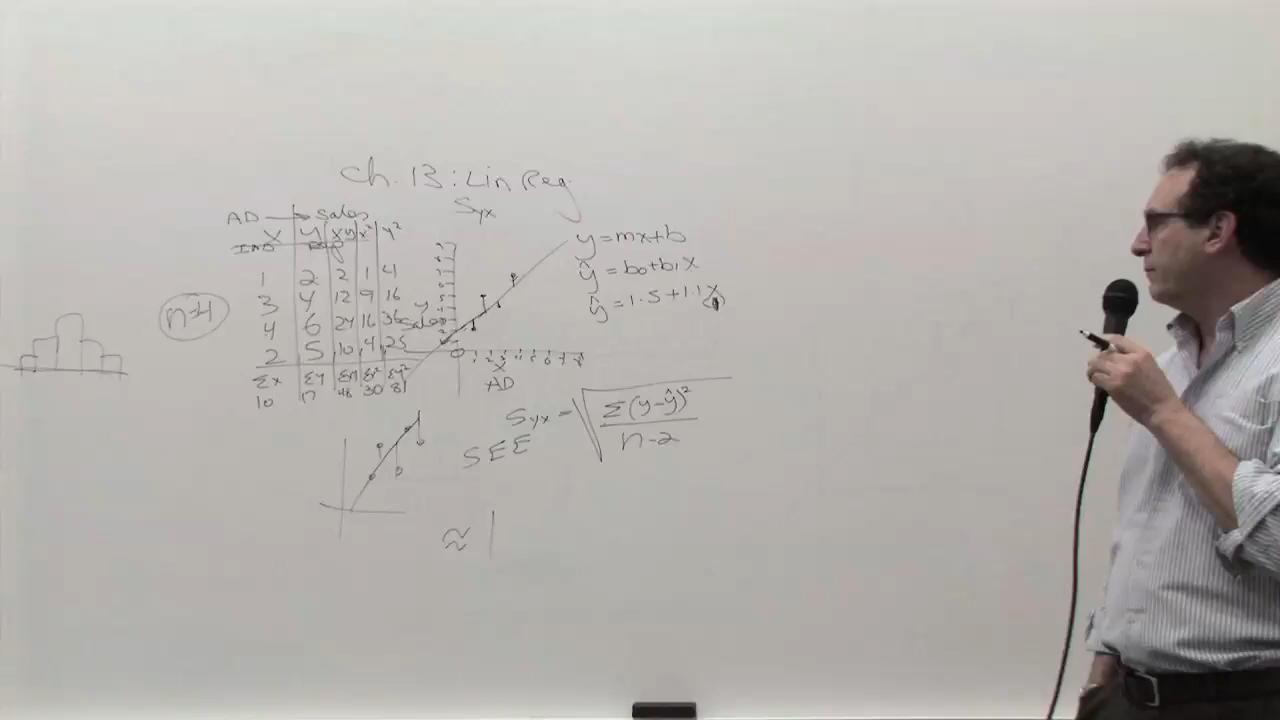 Ch. 13: Lin Reg.
Syx
AD → Sales
X y xy x² y²
1 2 2 1 4
3 4 12 9 16
4 6 24 16 36
2 5 10 4 25
Σx Σy Σxy Σx² Σy²
10 17 48 30 81
n=4
y
Sales
X
AD
y=mx+b
ŷ=b₀+b₁x
ŷ=1.5+1.1x
Syx = √(Σ(y-ŷ)²/n-2)
SEE
≈ |